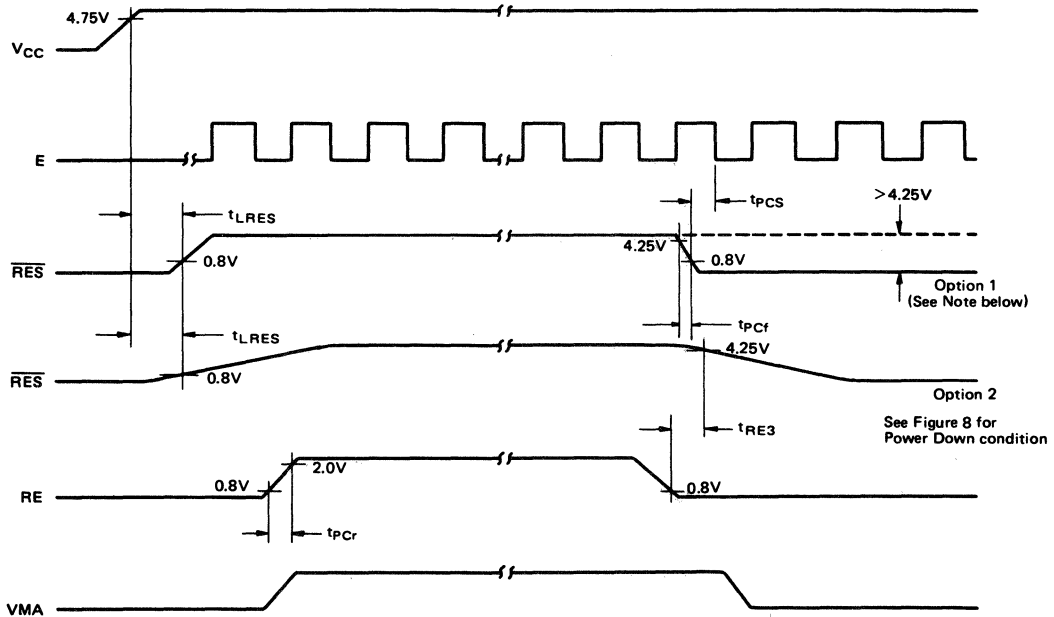 4.75V
VCC
E
tPCS
>4.25V
tLRES
4.25V
0.8V
0.8V
RES
Option 1
(See Note below)
tLRES
tPCf
4.25V
0.8V
RES
Option 2
See Figure 8 for
Power Down condition
tRE3
2.0V
0.8V
0.8V
RE
tPCr
VMA